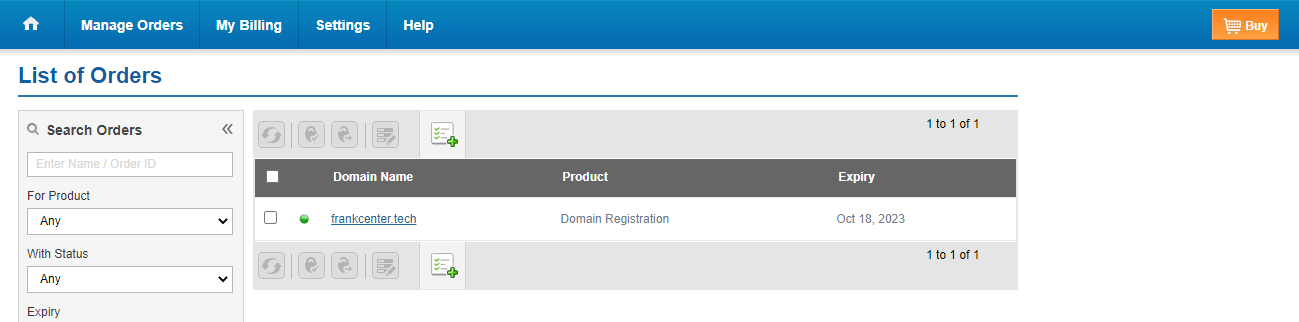 Manage Orders My Billing Settings Help Buy
List of Orders
Search Orders
Enter Name / Order ID
For Product
Any
With Status
Any
Expiry
1 to 1 of 1
Domain Name Product Expiry
frankcenter.tech Domain Registration Oct 18, 2023
1 to 1 of 1